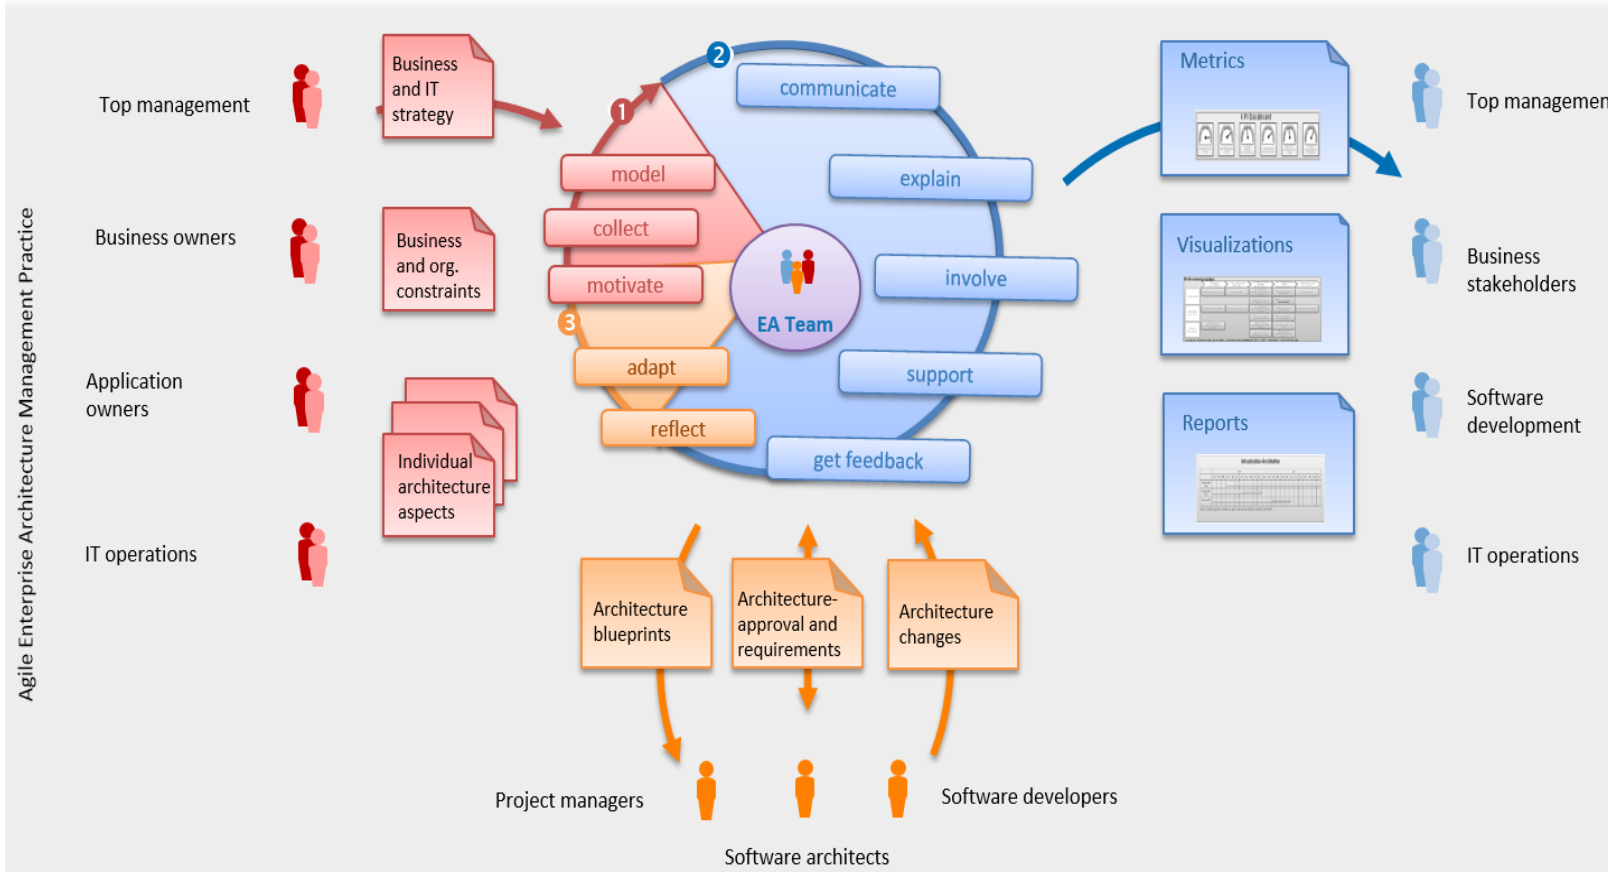 Agile Enterprise Architecture Management Practice
Top management
Business owners
Application
owners
IT operations
Business
and IT
strategy
Business
and org.
constraints
Individual
architecture
aspects
1
2
3
model
collect
motivate
adapt
reflect
communicate
explain
involve
support
get feedback
EA Team
Metrics
Visualizations
Reports
Top management
Business
stakeholders
Software
development
IT operations
Architecture
blueprints
Architecture-
approval and
requirements
Architecture
changes
Project managers
Software architects
Software developers